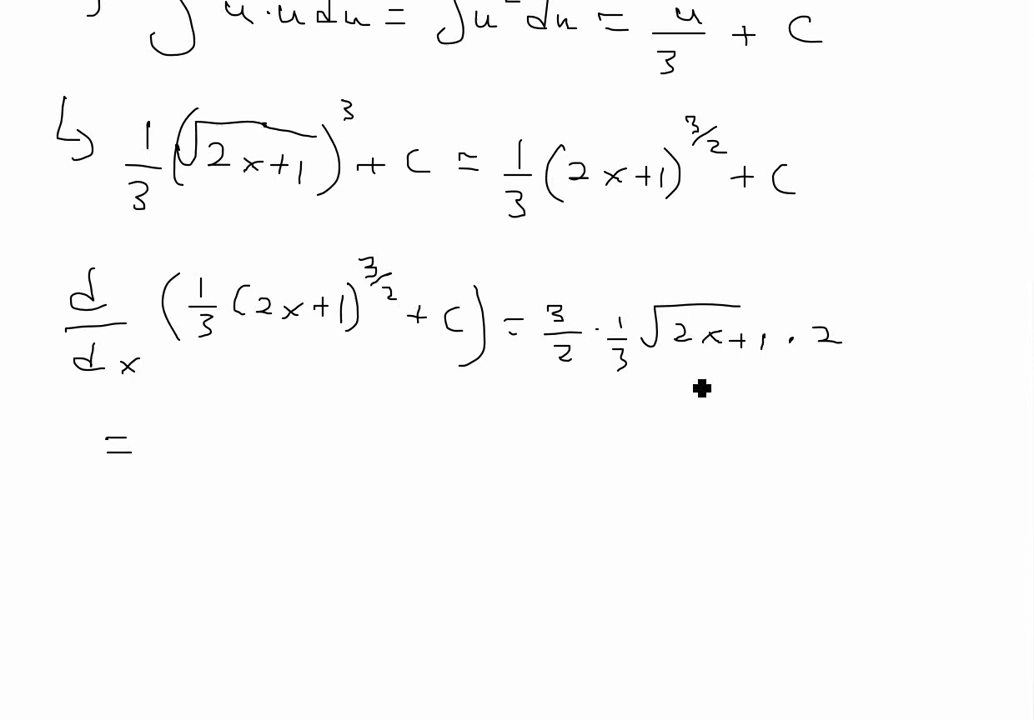 ∫ u·u du = ∫u² du = u/3 + C
↳ 1/3 (√2x+1)³ + C = 1/3 (2x+1)^3/2 + C
d/dx (1/3 (2x+1)^3/2 + C) = 3/2 · 1/3 √2x+1 · 2
=